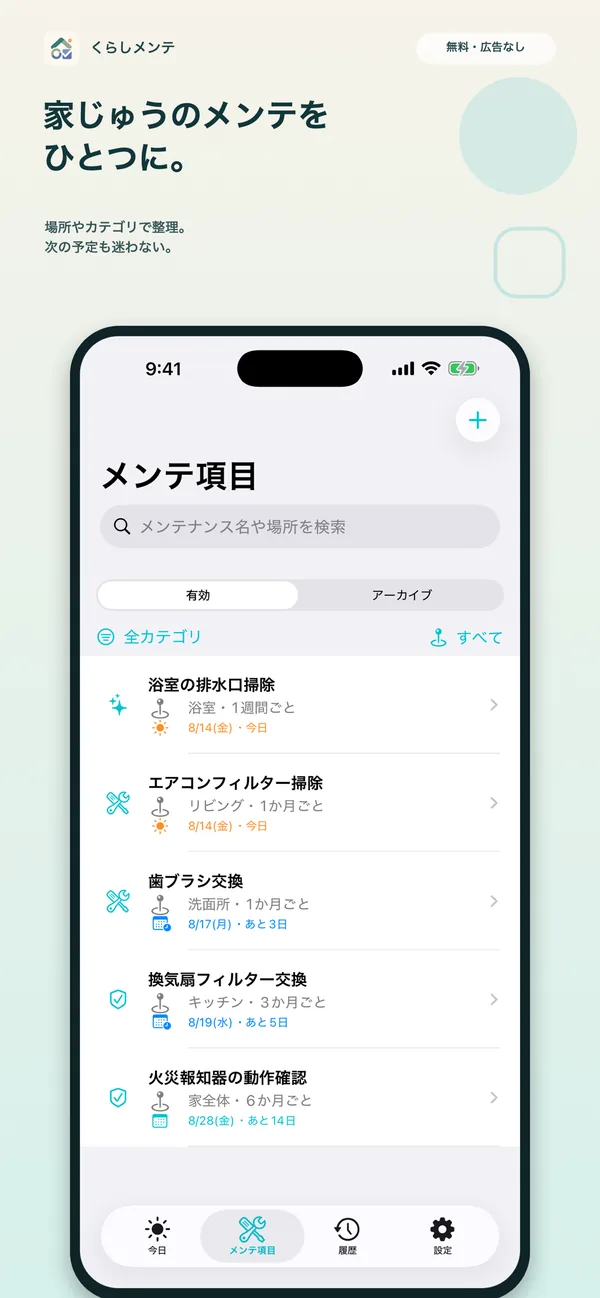 くらしメンテ
無料・広告なし
家じゅうのメンテを
ひとつに。
場所やカテゴリで整理。
次の予定も迷わない。
9:41
メンテ項目
メンテナンス名や場所を検索
有効
アーカイブ
全カテゴリ
すべて
浴室の排水口掃除
浴室・1週間ごと
8/14(金)・今日
エアコンフィルター掃除
リビング・1か月ごと
8/14(金)・今日
歯ブラシ交換
洗面所・1か月ごと
8/17(月)・あと3日
換気扇フィルター交換
キッチン・3か月ごと
8/19(水)・あと5日
火災報知器の動作確認
家全体・6か月ごと
8/28(金)・あと14日
今日
メンテ項目
履歴
設定